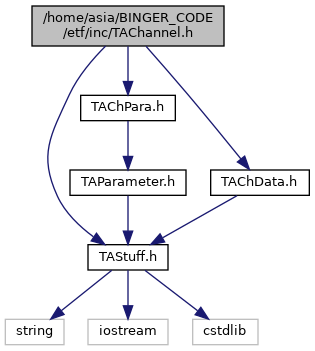 /home/asia/BINGER_CODE
/etf/inc/TAChannel.h
TAChPara.h
TAParameter.h
TAChData.h
TAStuff.h
string
iostream
cstdlib